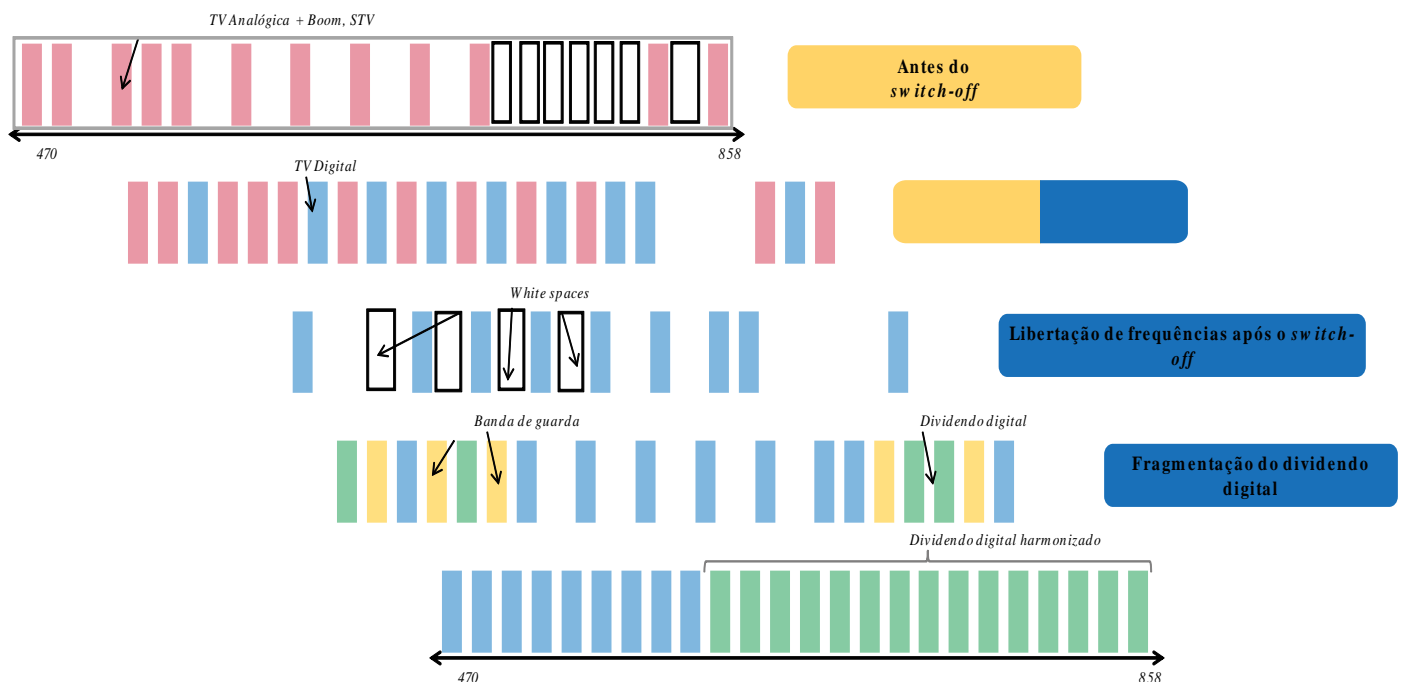 TV Analógica + Boom, STV
Antes do
switch-off
470
858
TV Digital
White spaces
Libertação de frequências após o switch-
off
Banda de guarda
Dividendo digital
Fragmentação do dividendo
digital
Dividendo digital harmonizado
470
858